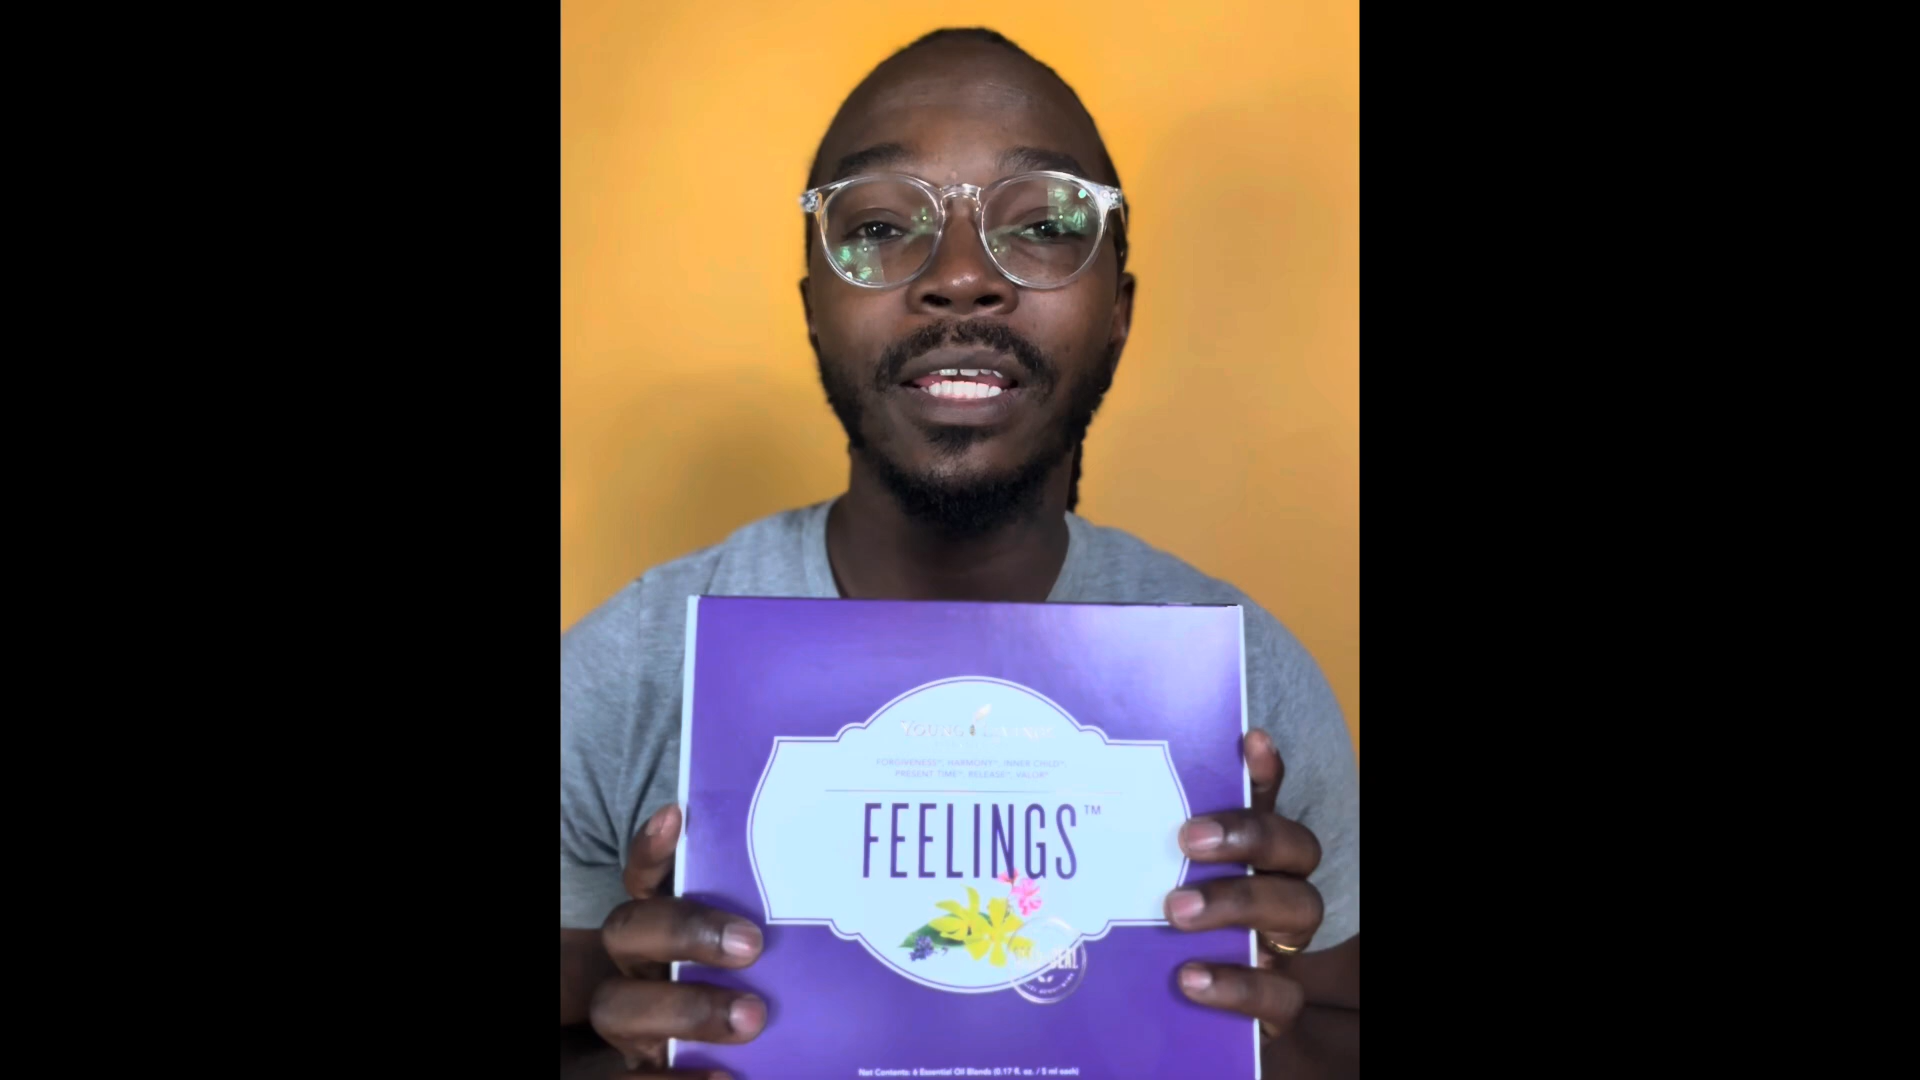 YOUNG LIVING
FORGIVENESS™, HARMONY™, INNER CHILD™,
PRESENT TIME™, RELEASE™, VALOR®
FEELINGS™
SEAL
Net Contents: 6 Essential Oil Blends (0.17 fl. oz. / 5 ml each)